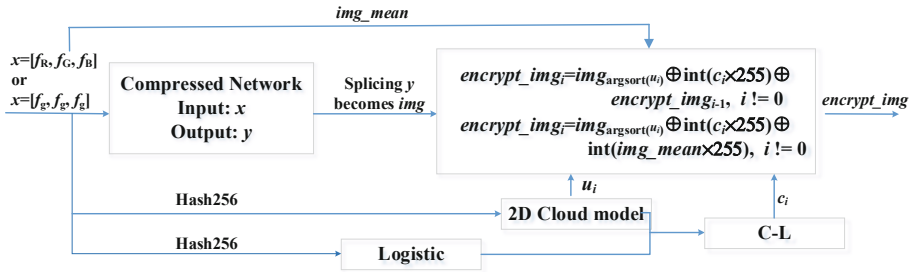 img_mean
x=[fR, fG, fB]
or
x=[fg, fg, fg]
Compressed Network
Input: x
Output: y
Splicing y
becomes img
encrypt_imgi=imgargsort(ui)⊕int(ci×255)⊕
encrypt_imgi-1, i != 0
encrypt_imgi=imgargsort(ui)⊕int(ci×255)⊕
int(img_mean×255), i != 0
encrypt_img
Hash256
2D Cloud model
ui
ci
Hash256
Logistic
C-L